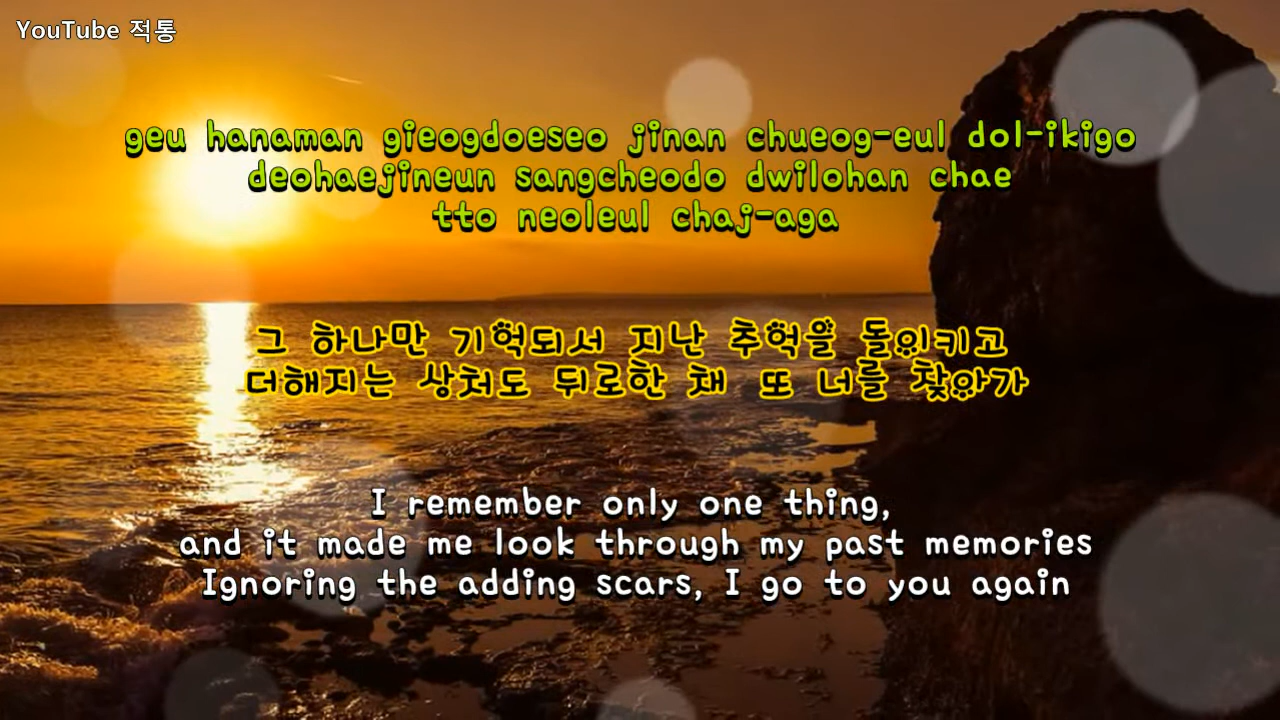 YouTube 적통
geu hanaman gieogdoeseo jinan chueog-eul dol-ikigo
deohaejineun sangcheodo dwilohan chae
tto neoleul chaj-aga
그 하나만 기억되서 지난 추억을 돌이키고
더해지는 상처도 뒤로한 채 또 너를 찾아가
I remember only one thing,
and it made me look through my past memories
Ignoring the adding scars, I go to you again